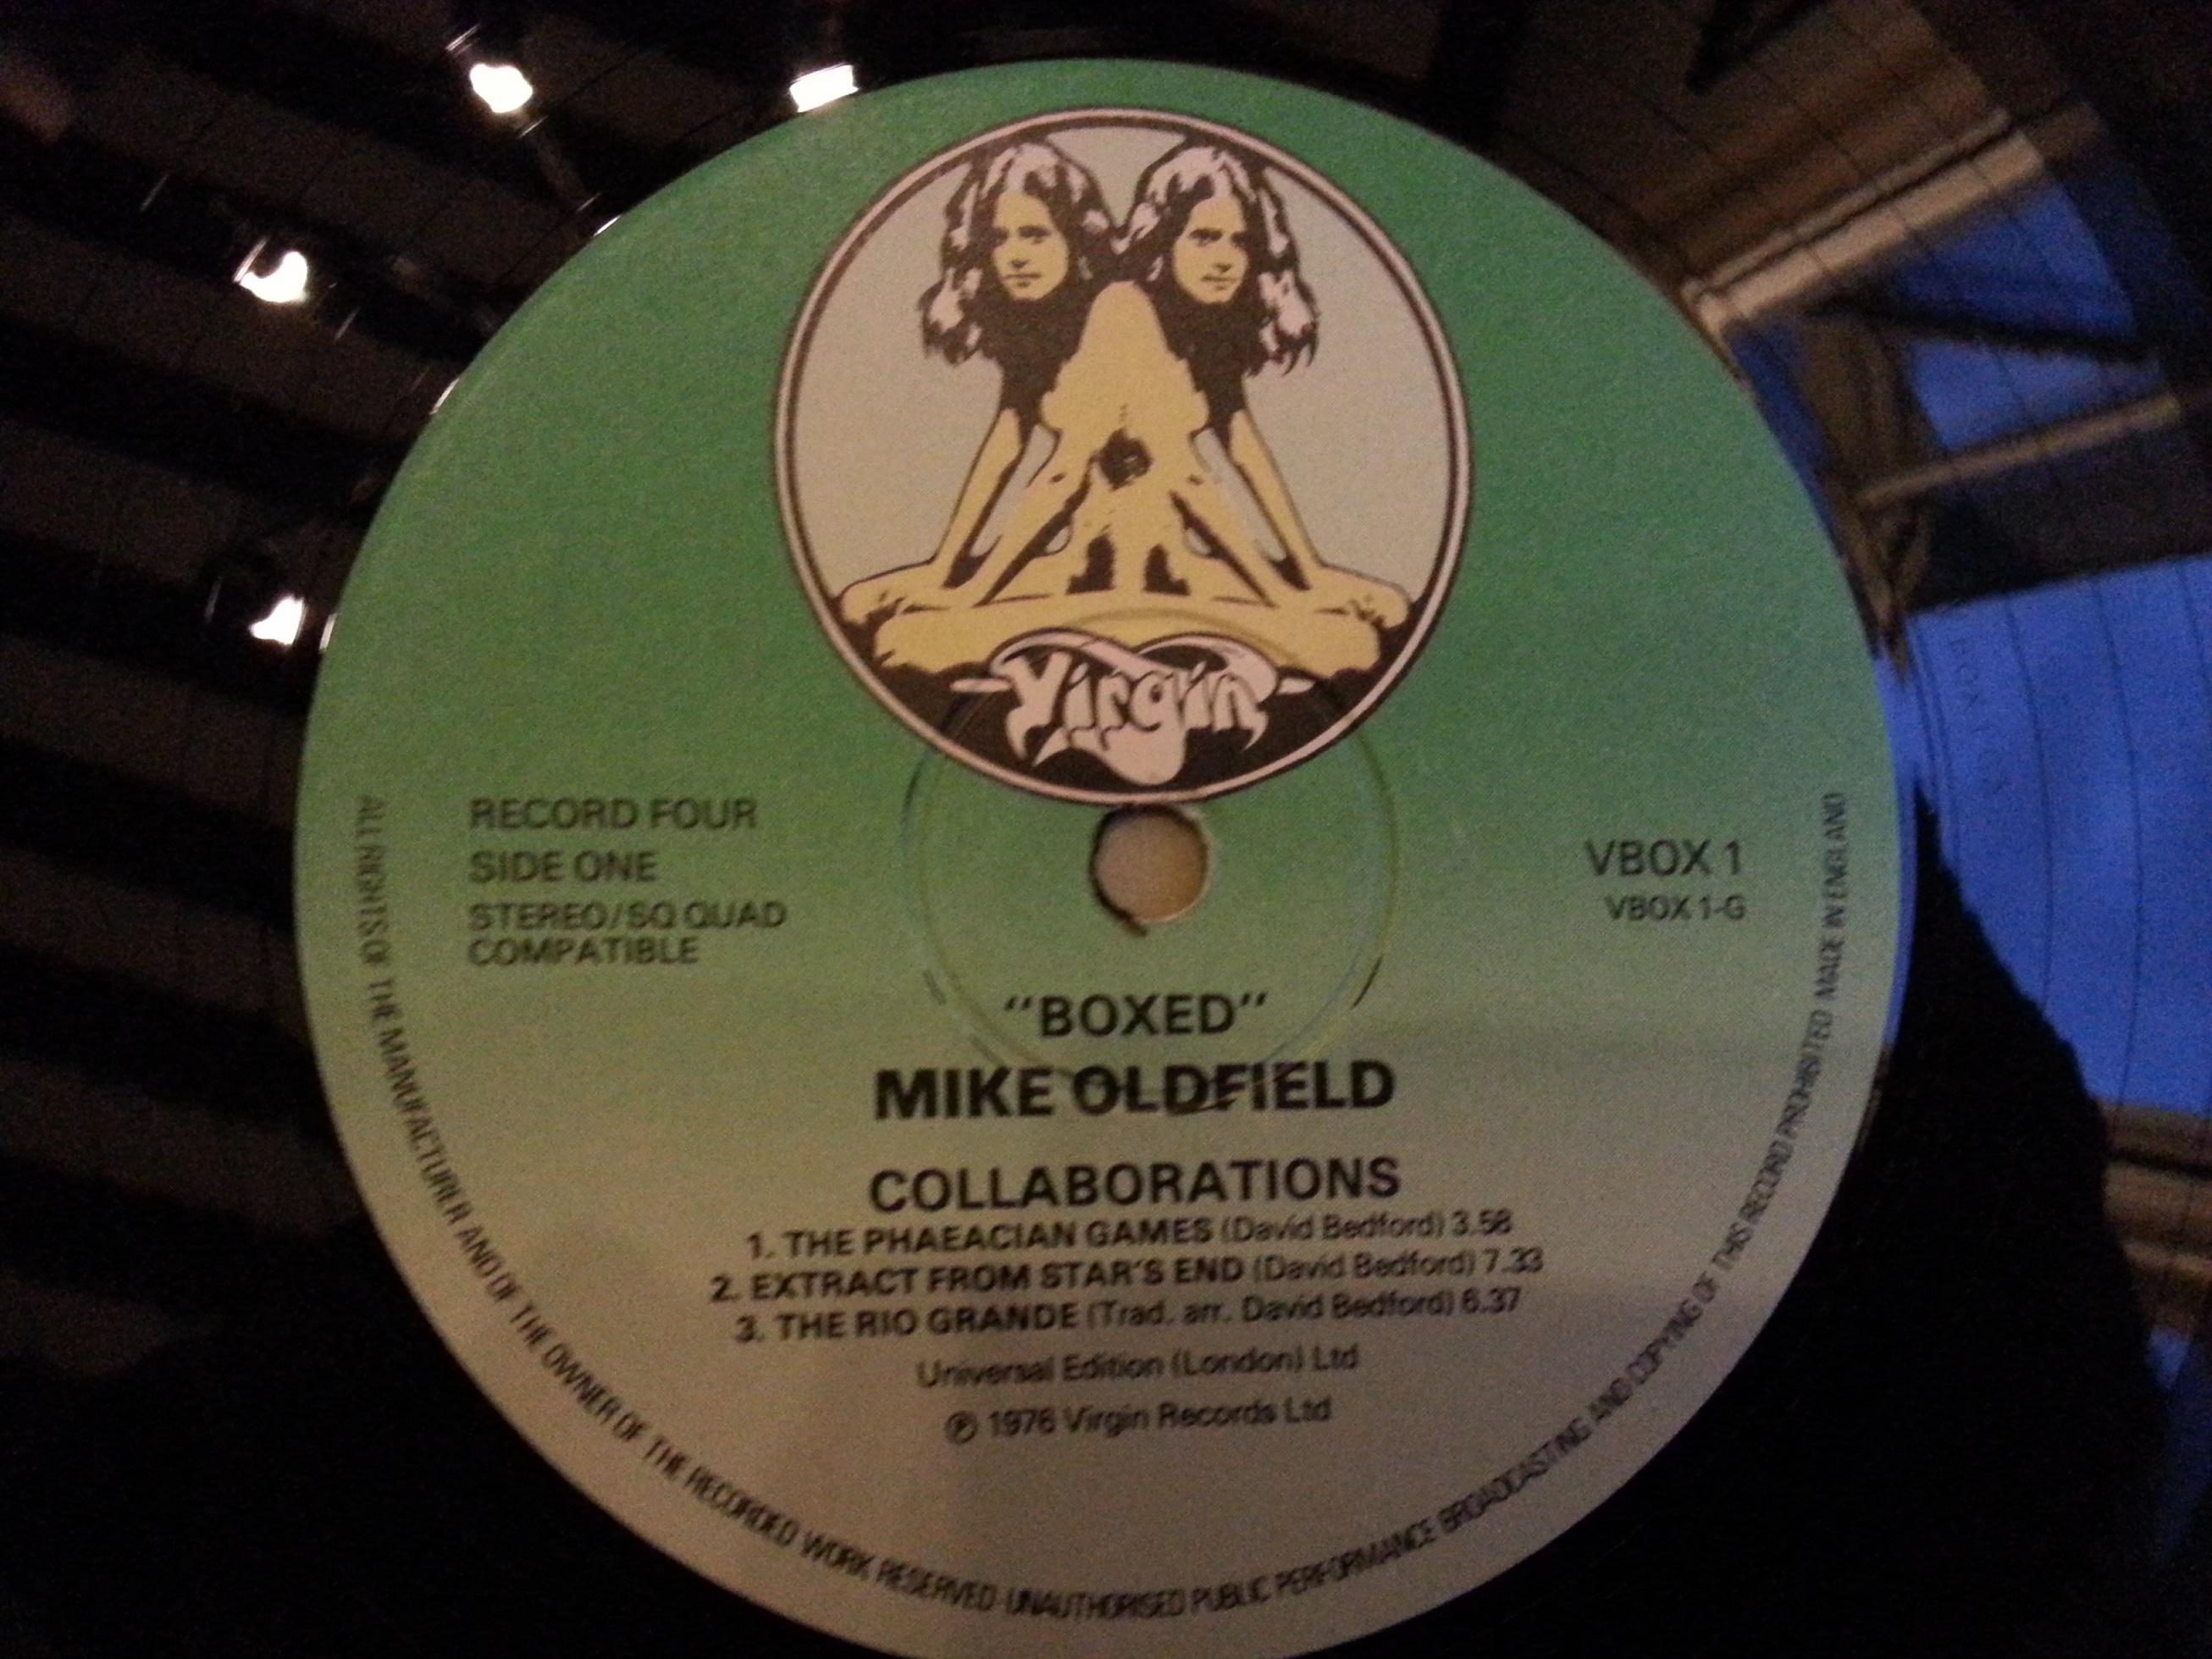 Virgin
RECORD FOUR
SIDE ONE
STEREO/SQ QUAD
COMPATIBLE
VBOX 1
VBOX 1-G
"BOXED"
MIKE OLDFIELD
COLLABORATIONS
1. THE PHAEACIAN GAMES (David Bedford) 3.58
2. EXTRACT FROM STAR'S END (David Bedford) 7.33
3. THE RIO GRANDE (Trad. arr. David Bedford) 6.37
Universal Edition (London) Ltd
℗ 1976 Virgin Records Ltd
ALL RIGHTS OF THE MANUFACTURER AND OF THE OWNER OF THE RECORDED WORK RESERVED · UNAUTHORISED PUBLIC PERFORMANCE BROADCASTING AND COPYING OF THIS RECORD PROHIBITED MADE IN ENGLAND